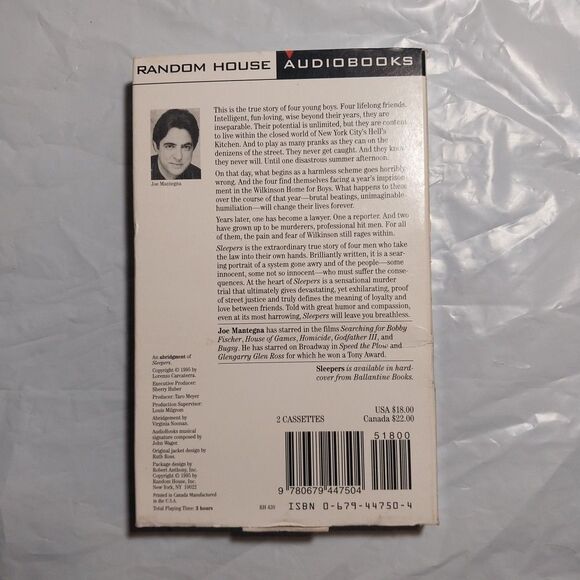 RANDOM HOUSE AUDIOBOOKS
Joe Mantegna
This is the true story of four young boys. Four lifelong friends.
Intelligent, fun-loving, wise beyond their years, they are
inseparable. Their potential is unlimited, but they are content
to live within the closed world of New York City's Hell's
Kitchen. And to play as many pranks as they can on the
denizens of the street. They never get caught. And they know
they never will. Until one disastrous summer afternoon.
On that day, what begins as a harmless scheme goes horribly
wrong. And the four find themselves facing a year's imprison-
ment in the Wilkinson Home for Boys. What happens to them
over the course of that year—brutal beatings, unimaginable
humiliation—will change their lives forever.
Years later, one has become a lawyer. One a reporter. And two
have grown up to be murderers, professional hit men. For all
of them, the pain and fear of Wilkinson still rages within.
Sleepers is the extraordinary true story of four men who take
the law into their own hands. Brilliantly written, it is a sear-
ing portrait of a system gone awry and of the people—some
innocent, some not so innocent—who must suffer the conse-
quences. At the heart of Sleepers is a sensational murder
trial that ultimately gives devastating, yet exhilarating, proof
of street justice and truly defines the meaning of loyalty and
love between friends. Told with great humor and compassion,
even at its most harrowing, Sleepers will leave you breathless.
Joe Mantegna has starred in the films Searching for Bobby
Fischer, House of Games, Homicide, Godfather III, and
Bugsy. He has starred on Broadway in Speed the Plow and
Glengarry Glen Ross for which he won a Tony Award.
Sleepers is available in hard-
cover from Ballantine Books.
An abridgment of
Sleepers.
Copyright © 1995 by
Lorenzo Carcaterra.
Executive Producer:
Sherry Huber
Producer: Taro Meyer
Production Supervisor:
Louis Milgrom
Abridgement by
Virginia Noonan.
AudioBooks musical
signature composed by
John Wager.
Original jacket design by
Ruth Ross.
Package design by
Robert Anthony, Inc.
Copyright © 1995 by
Random House, Inc.
New York, NY 10022
Printed in Canada Manufactured
in the U.S.A.
Total Playing Time: 3 hours
RH 420
2 CASSETTES
USA $18.00
Canada $22.00
51800
9 780679 447504
ISBN 0-679-44750-4